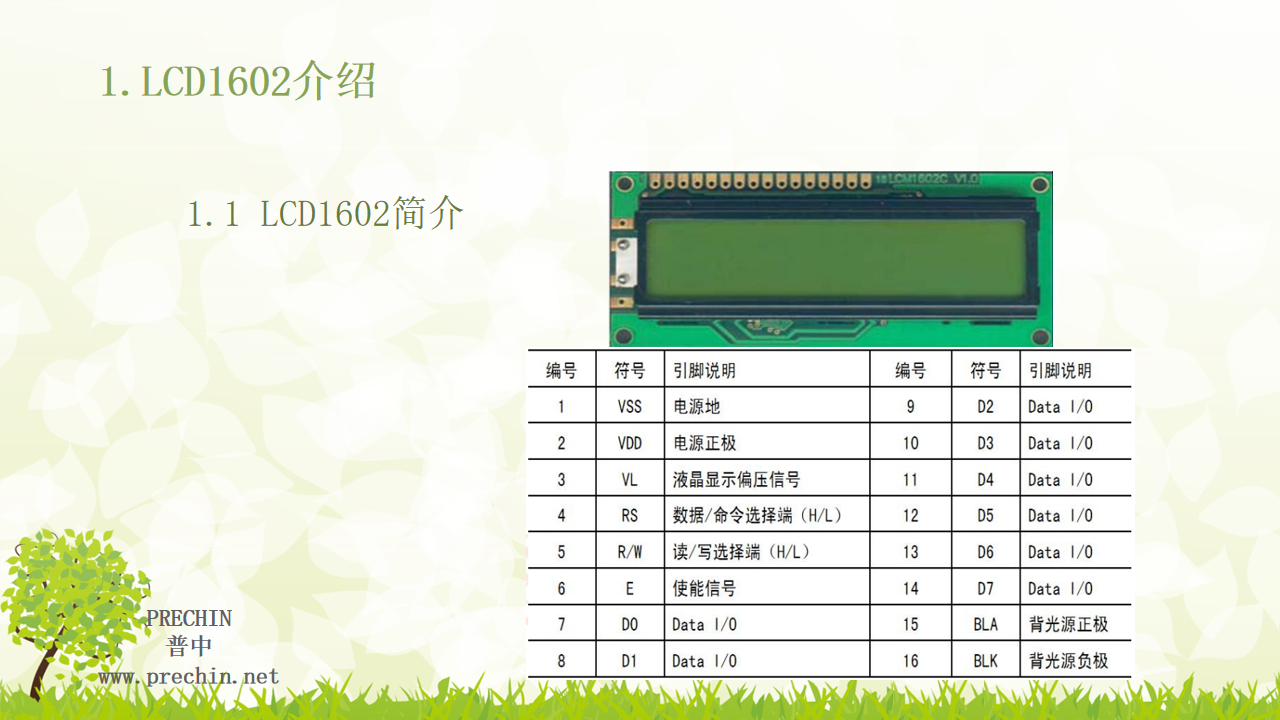 1.LCD1602介绍
1.1 LCD1602简介
16 LCM1602C V1.0
编号 符号 引脚说明 编号 符号 引脚说明
1 VSS 电源地 9 D2 Data I/O
2 VDD 电源正极 10 D3 Data I/O
3 VL 液晶显示偏压信号 11 D4 Data I/O
4 RS 数据/命令选择端（H/L） 12 D5 Data I/O
5 R/W 读/写选择端（H/L） 13 D6 Data I/O
6 E 使能信号 14 D7 Data I/O
7 D0 Data I/O 15 BLA 背光源正极
8 D1 Data I/O 16 BLK 背光源负极
PRECHIN
普中
www.prechin.net